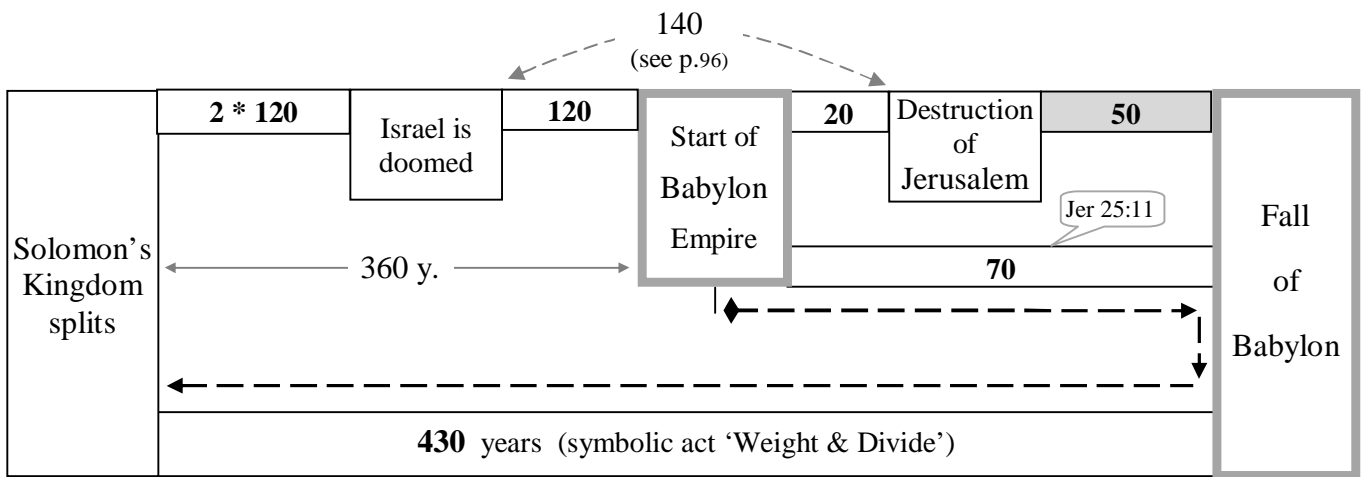 140
(see p.96)
2 * 120
120
20
50
Israel is
doomed
Start of
Babylon
Empire
Destruction
of
Jerusalem
Jer 25:11
Solomon’s
Kingdom
splits
360 y.
70
Fall
of
Babylon
430 years (symbolic act ‘Weight & Divide’)